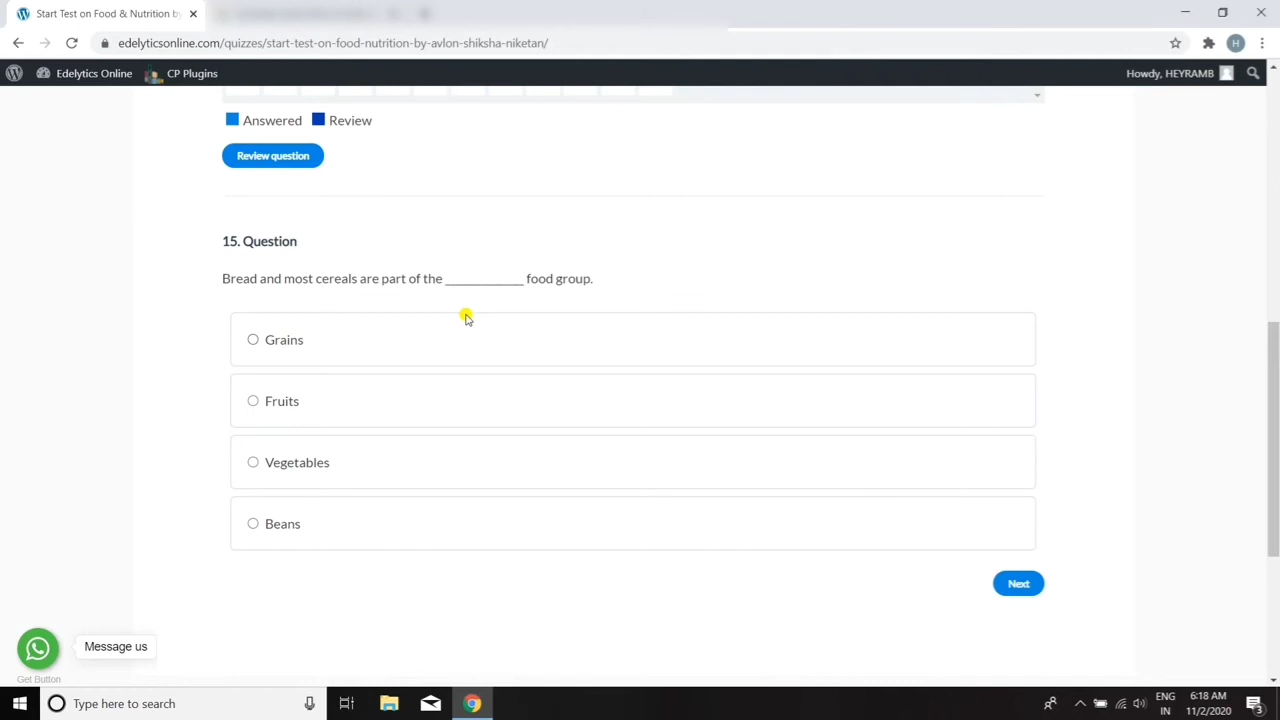 Start Test on Food & Nutrition by
edelyticsonline.com/quizzes/start-test-on-food-nutrition-by-avlon-shiksha-niketan/
H
Edelytics Online
CP Plugins
Howdy, HEYRAMB
Answered
Review
Review question
15. Question
Bread and most cereals are part of the ____________ food group.
Grains
Fruits
Vegetables
Beans
Next
Message us
Get Button
Type here to search
ENG
IN
6:18 AM
11/2/2020
3